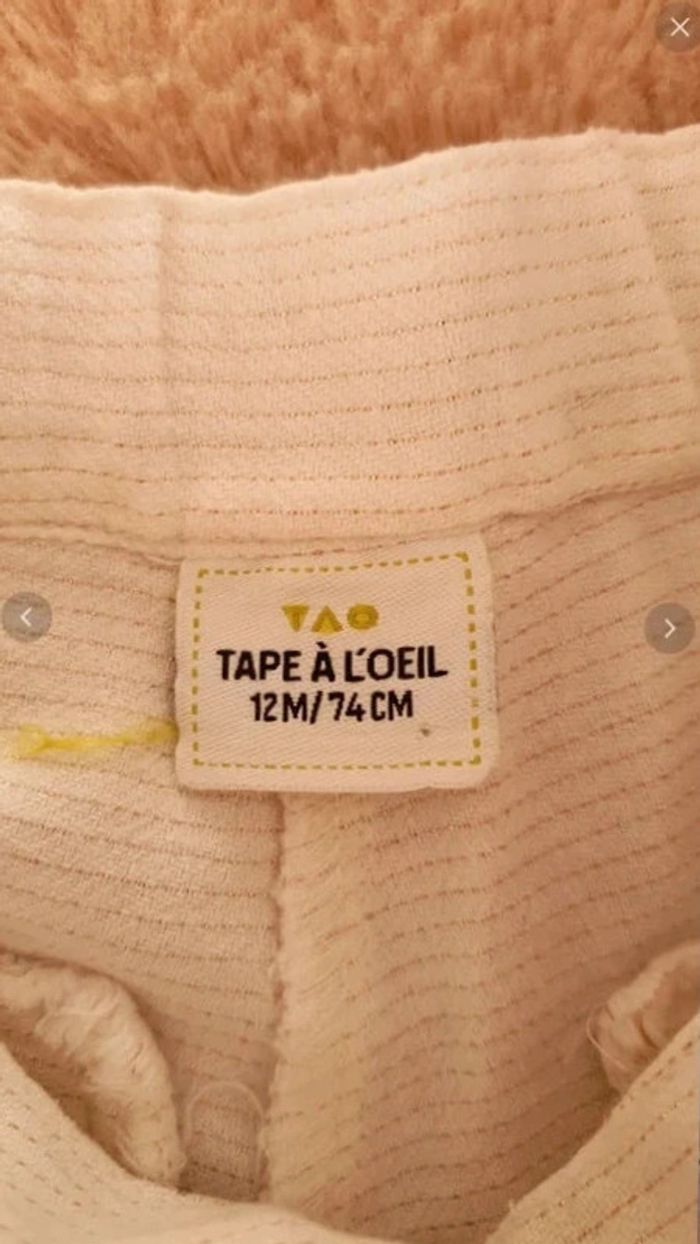 TAO
TAPE À L'OEIL
12M/74CM